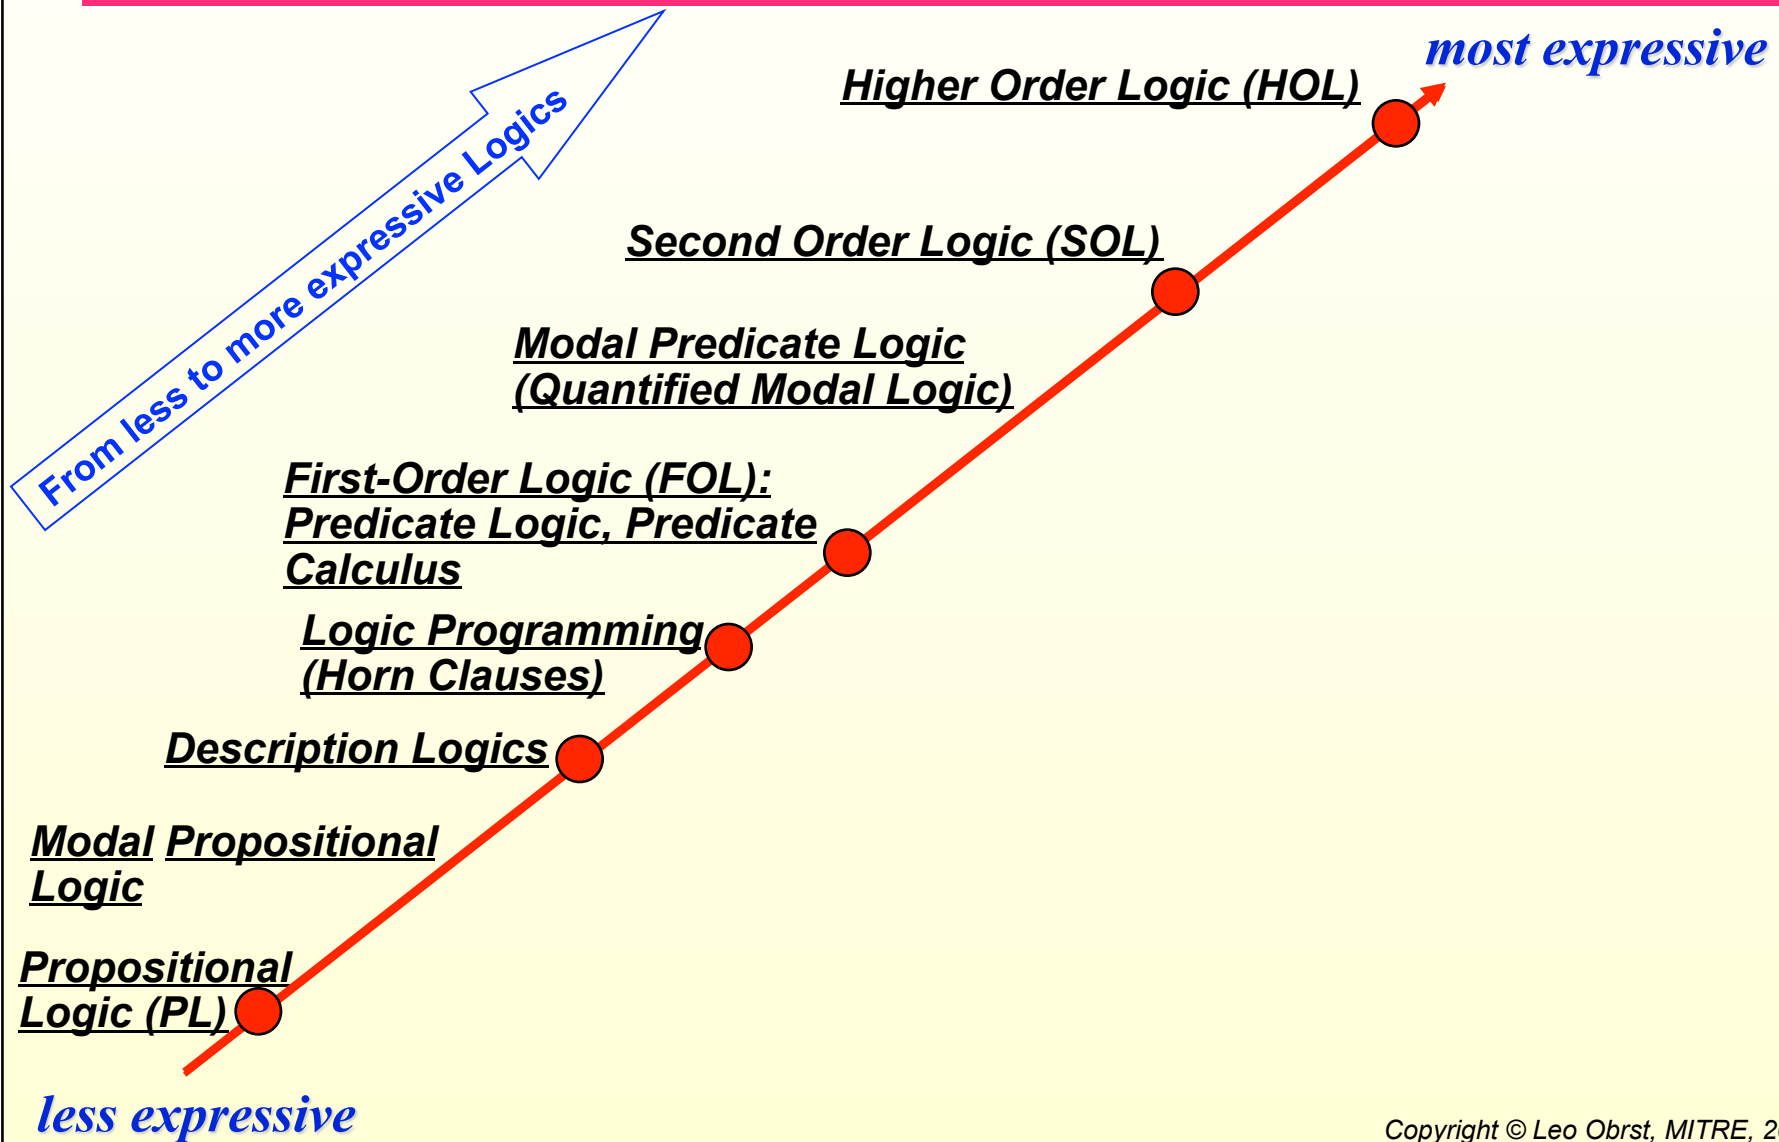 most expressive
Higher Order Logic (HOL)
From less to more expressive Logics
Second Order Logic (SOL)
Modal Predicate Logic
(Quantified Modal Logic)
First-Order Logic (FOL):
Predicate Logic, Predicate
Calculus
Logic Programming
(Horn Clauses)
Description Logics
Modal Propositional
Logic
Propositional
Logic (PL)
less expressive
Copyright © Leo Obrst, MITRE,